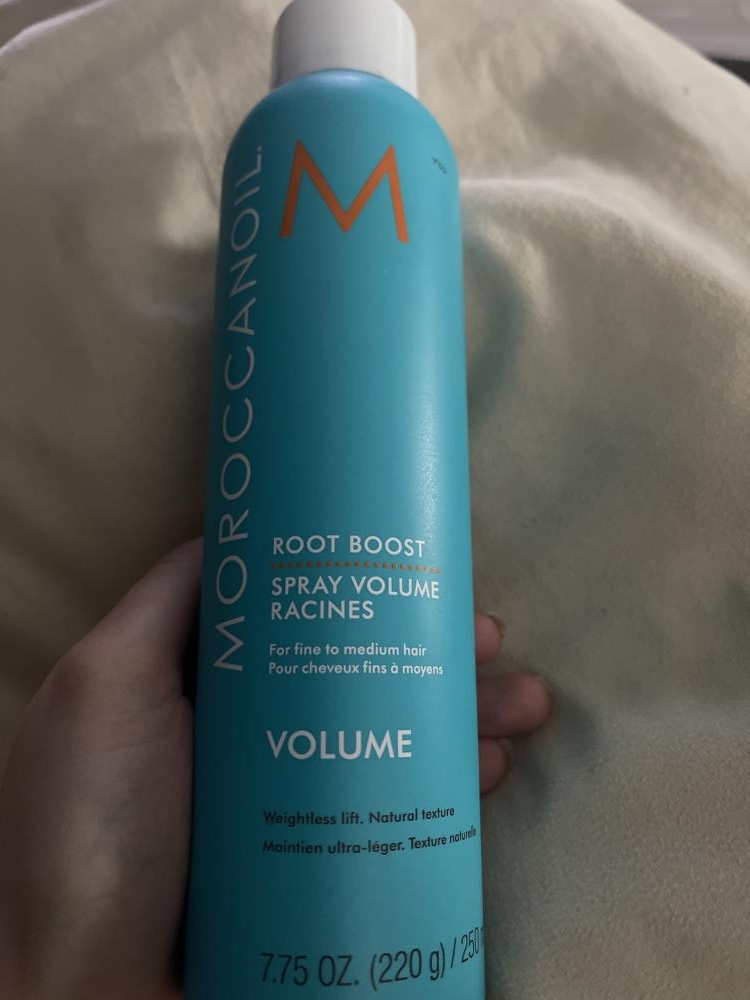 M
MOROCCANOIL.
ROOT BOOST
SPRAY VOLUME
RACINES
For fine to medium hair
Pour cheveux fins à moyens
VOLUME
Weightless lift. Natural texture
Maintien ultra-léger. Texture naturelle
7.75 OZ. (220 g) / 250